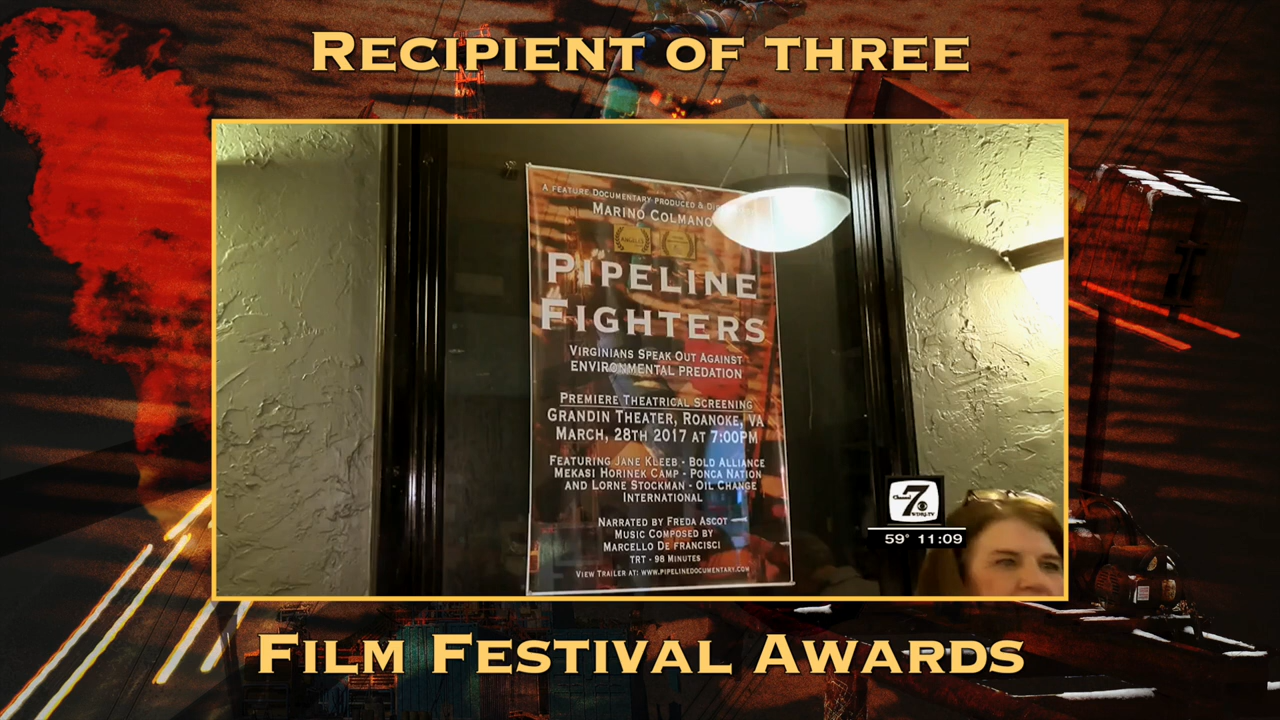 RECIPIENT OF THREE
A FEATURE DOCUMENTARY PRODUCED &
MARINO COLMANO
PIPELINE
FIGHTERS
VIRGINIANS SPEAK OUT AGAINST
ENVIRONMENTAL PREDATION
PREMIERE THEATRICAL SCREENING
GRANDIN THEATER, ROANOKE, VA
MARCH, 28TH 2017 AT 7:00PM
FEATURING JANE KLEEB - BOLD ALLIANCE
MEKASI HORINEK CAMP - PONCA NATION
AND LORNE STOCKMAN - OIL CHANGE
INTERNATIONAL
NARRATED BY FREDA ASCOT
MUSIC COMPOSED BY
MARCELLO DE FRANCISCI
TRT - 98 MINUTES
VIEW TRAILER AT: WWW.PIPELINEDOCUMENTARY.COM
Channel
7
WDBJ.TV
59° 11:09
FILM FESTIVAL AWARDS